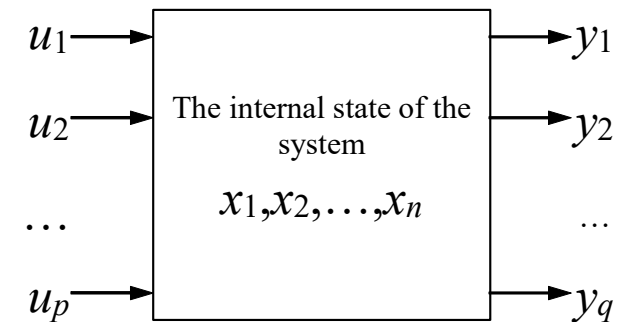 u1
y1
The internal state of the
system
u2
y2
x1,x2,…,xn
…
…
up
yq